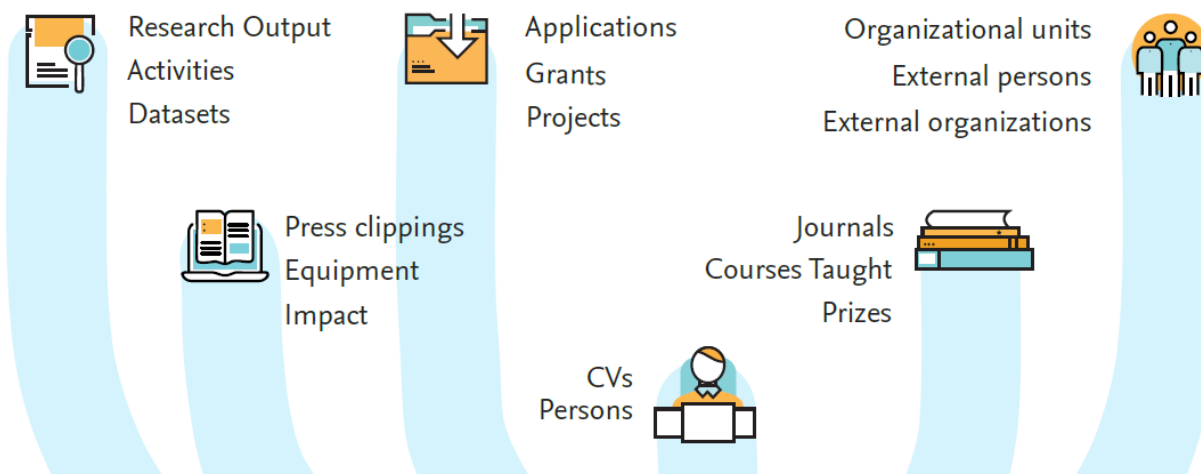 Research Output
Activities
Datasets
Applications
Grants
Projects
Organizational units
External persons
External organizations
Press clippings
Equipment
Impact
Journals
Courses Taught
Prizes
CVs
Persons